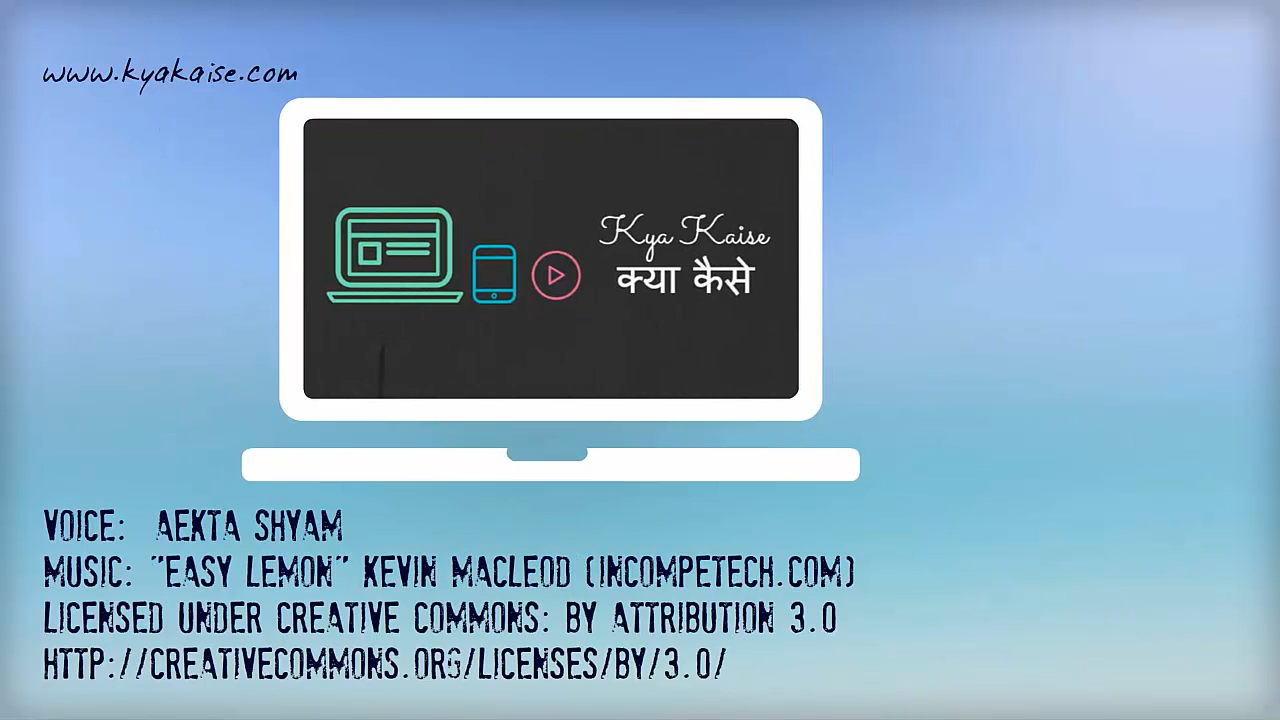 www.kyakaise.com
Kya Kaise
क्या कैसे
VOICE: AEKTA SHYAM
MUSIC: "EASY LEMON" KEVIN MACLEOD (INCOMPETECH.COM)
LICENSED UNDER CREATIVE COMMONS: BY ATTRIBUTION 3.0
HTTP://CREATIVECOMMONS.ORG/LICENSES/BY/3.0/